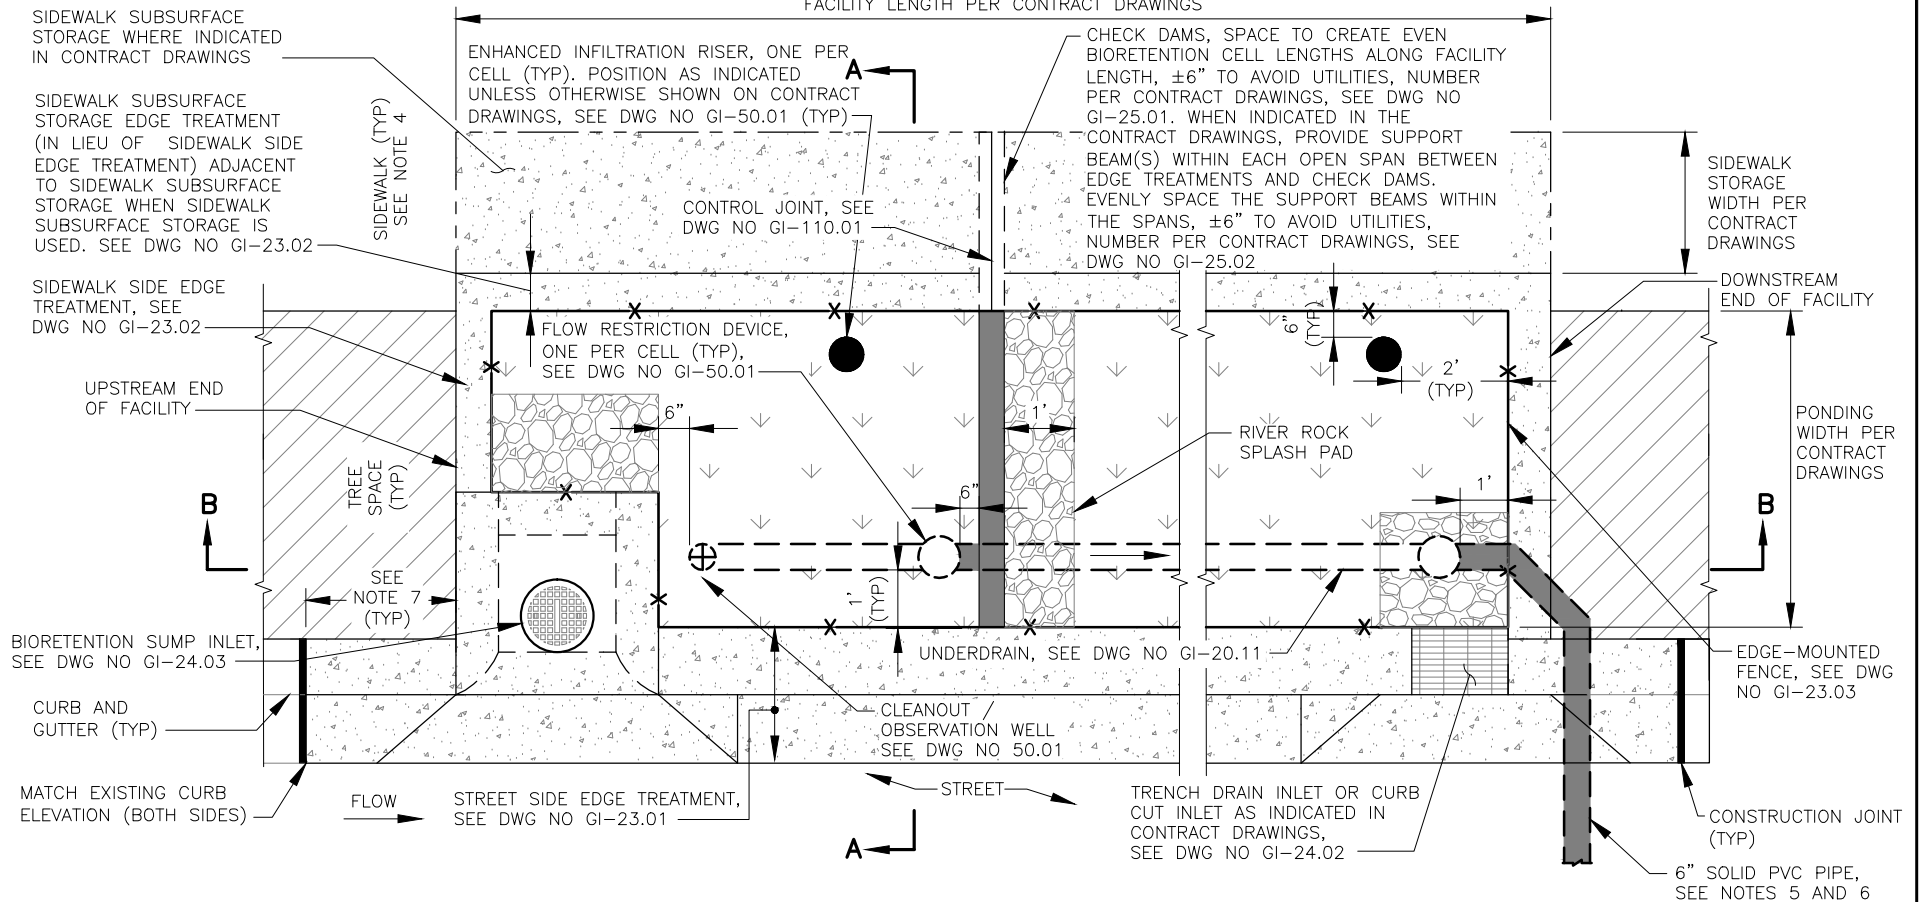 FACILITY LENGTH PER CONTRACT DRAWINGS
SIDEWALK SUBSURFACE
STORAGE WHERE INDICATED
IN CONTRACT DRAWINGS
SIDEWALK SUBSURFACE
STORAGE EDGE TREATMENT
(IN LIEU OF SIDEWALK SIDE
EDGE TREATMENT) ADJACENT
TO SIDEWALK SUBSURFACE
STORAGE WHEN SIDEWALK
SUBSURFACE STORAGE IS
USED. SEE DWG NO GI-23.02
SIDEWALK (TYP)
SEE NOTE 4
ENHANCED INFILTRATION RISER, ONE PER
CELL (TYP). POSITION AS INDICATED
UNLESS OTHERWISE SHOWN ON CONTRACT
DRAWINGS, SEE DWG NO GI-50.01 (TYP)
A
CHECK DAMS, SPACE TO CREATE EVEN
BIORETENTION CELL LENGTHS ALONG FACILITY
LENGTH, ±6" TO AVOID UTILITIES, NUMBER
PER CONTRACT DRAWINGS, SEE DWG NO
GI-25.01. WHEN INDICATED IN THE
CONTRACT DRAWINGS, PROVIDE SUPPORT
BEAM(S) WITHIN EACH OPEN SPAN BETWEEN
EDGE TREATMENTS AND CHECK DAMS.
EVENLY SPACE THE SUPPORT BEAMS WITHIN
THE SPANS, ±6" TO AVOID UTILITIES,
NUMBER PER CONTRACT DRAWINGS, SEE
DWG NO GI-25.02
CONTROL JOINT, SEE
DWG NO GI-110.01
SIDEWALK
STORAGE
WIDTH PER
CONTRACT
DRAWINGS
SIDEWALK SIDE EDGE
TREATMENT, SEE
DWG NO GI-23.02
DOWNSTREAM
END OF FACILITY
FLOW RESTRICTION DEVICE,
ONE PER CELL (TYP),
SEE DWG NO GI-50.01
6"
(TYP)
2'
(TYP)
UPSTREAM END
OF FACILITY
6"
1'
RIVER ROCK
SPLASH PAD
PONDING
WIDTH PER
CONTRACT
DRAWINGS
TREE
SPACE
(TYP)
B
6"
1'
B
SEE
NOTE 7
(TYP)
1'
(TYP)
BIORETENTION SUMP INLET,
SEE DWG NO GI-24.03
UNDERDRAIN, SEE DWG NO GI-20.11
EDGE-MOUNTED
FENCE, SEE DWG
NO GI-23.03
CURB AND
GUTTER (TYP)
CLEANOUT /
OBSERVATION WELL
SEE DWG NO 50.01
MATCH EXISTING CURB
ELEVATION (BOTH SIDES)
FLOW
STREET SIDE EDGE TREATMENT,
SEE DWG NO GI-23.01
STREET
TRENCH DRAIN INLET OR CURB
CUT INLET AS INDICATED IN
CONTRACT DRAWINGS,
SEE DWG NO GI-24.02
CONSTRUCTION JOINT
(TYP)
A
6" SOLID PVC PIPE,
SEE NOTES 5 AND 6